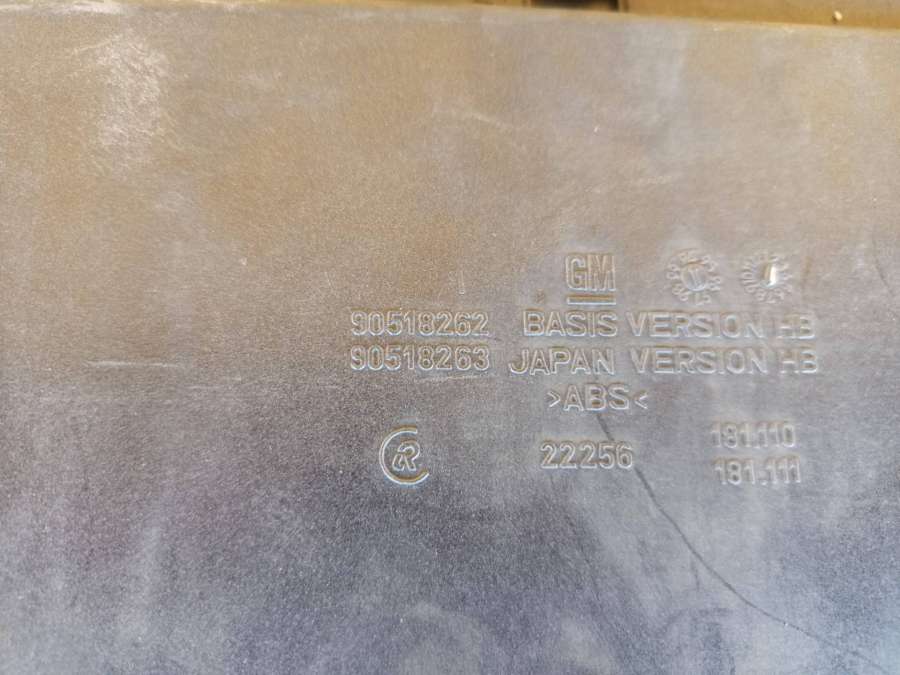 GM
90518262 BASIS VERSION HB
90518263 JAPAN VERSION HB
>ABS<
R 22256 181.110
181.111